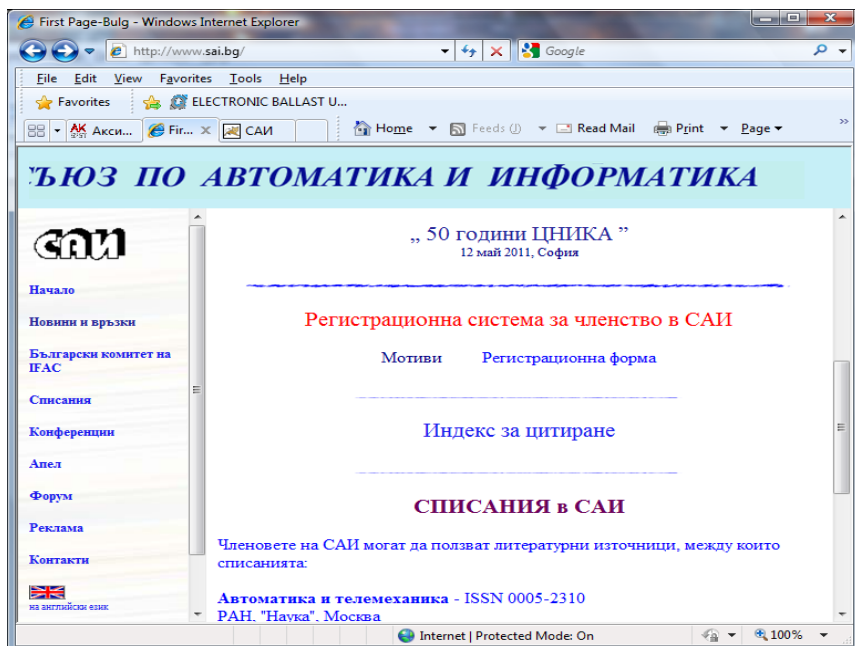 First Page-Bulg - Windows Internet Explorer
http://www.sai.bg/
Google
File Edit View Favorites Tools Help
Favorites ELECTRONIC BALLAST U...
Акси... Fir... САИ Home Feeds (J) Read Mail Print Page »
ЪЮЗ ПО АВТОМАТИКА И ИНФОРМАТИКА
САИ
Начало
Новини и връзки
Български комитет на
IFAC
Списания
Конференции
Апел
Форум
Реклама
Контакти
на английски език
„ 50 години ЦНИКА ”
12 май 2011, София
Регистрационна система за членство в САИ
Мотиви Регистрационна форма
Индекс за цитиране
СПИСАНИЯ в САИ
Членовете на САИ могат да ползват литературни източници, между които
списанията:
Автоматика и телемеханика - ISSN 0005-2310
РАН, "Наука", Москва
Internet | Protected Mode: On 100%